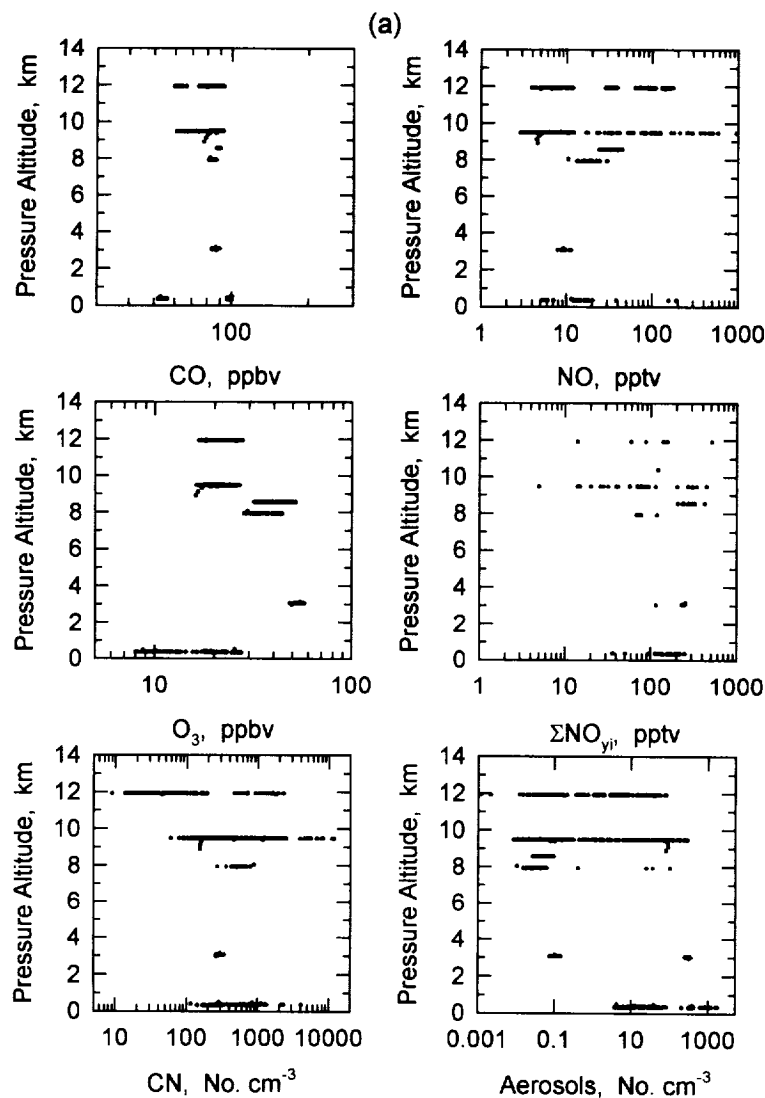 (a)
Pressure Altitude, km
14
12
10
8
6
4
2
0
100
CO, ppbv
Pressure Altitude, km
14
12
10
8
6
4
2
0
1 10 100 1000
NO, pptv
Pressure Altitude, km
14
12
10
8
6
4
2
0
10 100
O₃, ppbv
Pressure Altitude, km
14
12
10
8
6
4
2
0
1 10 100 1000
ΣNOyi, pptv
Pressure Altitude, km
14
12
10
8
6
4
2
0
10 100 1000 10000
CN, No. cm⁻³
Pressure Altitude, km
14
12
10
8
6
4
2
0
0.001 0.1 10 1000
Aerosols, No. cm⁻³